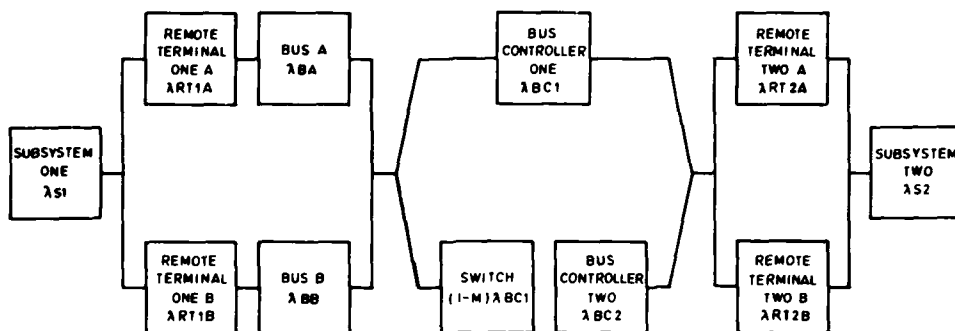 REMOTE
TERMINAL
ONE A
λRT1A
BUS A
λBA
BUS
CONTROLLER
ONE
λBC1
REMOTE
TERMINAL
TWO A
λRT2A
SUBSYSTEM
ONE
λS1
SUBSYSTEM
TWO
λS2
REMOTE
TERMINAL
ONE B
λRT1B
BUS B
λBB
SWITCH
(1-M)λBC1
BUS
CONTROLLER
TWO
λBC2
REMOTE
TERMINAL
TWO B
λRT2B